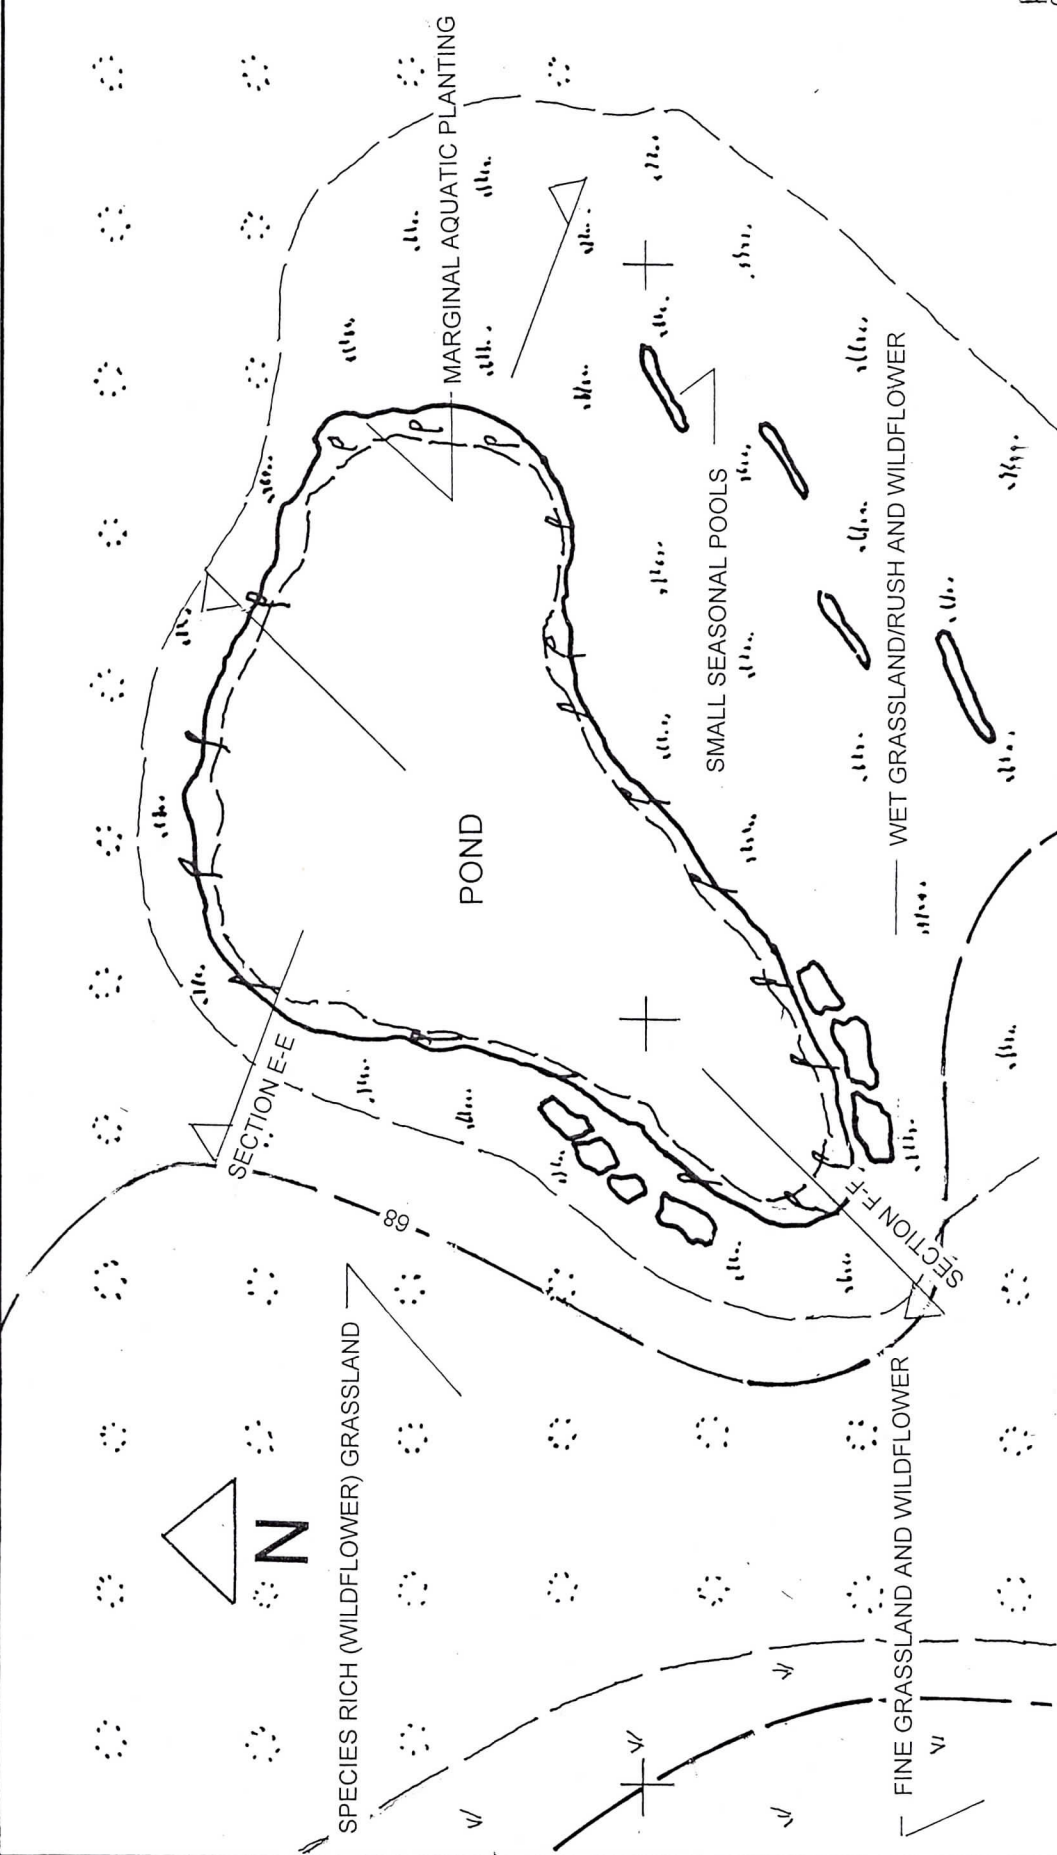 N
SECTION E-E
SPECIES RICH (WILDFLOWER) GRASSLAND
68
MARGINAL AQUATIC PLANTING
POND
SMALL SEASONAL POOLS
FINE GRASSLAND AND WILDFLOWER
SECTION F-F
WET GRASSLAND/RUSH AND WILDFLOWER